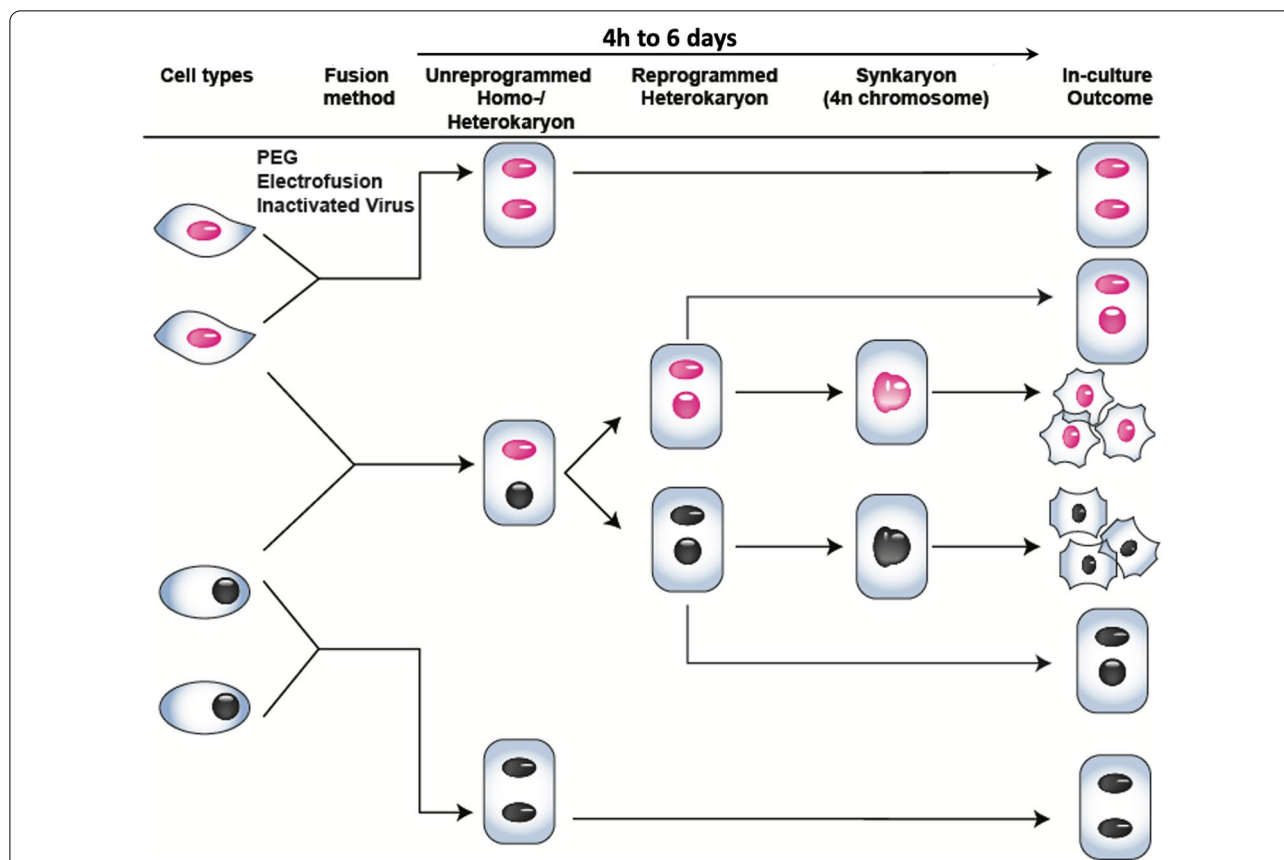 4h to 6 days
Cell types
Fusion
method
Unreprogrammed
Homo-/
Heterokaryon
Reprogrammed
Heterokaryon
Synkaryon
(4n chromosome)
In-culture
Outcome
PEG
Electrofusion
Inactivated Virus